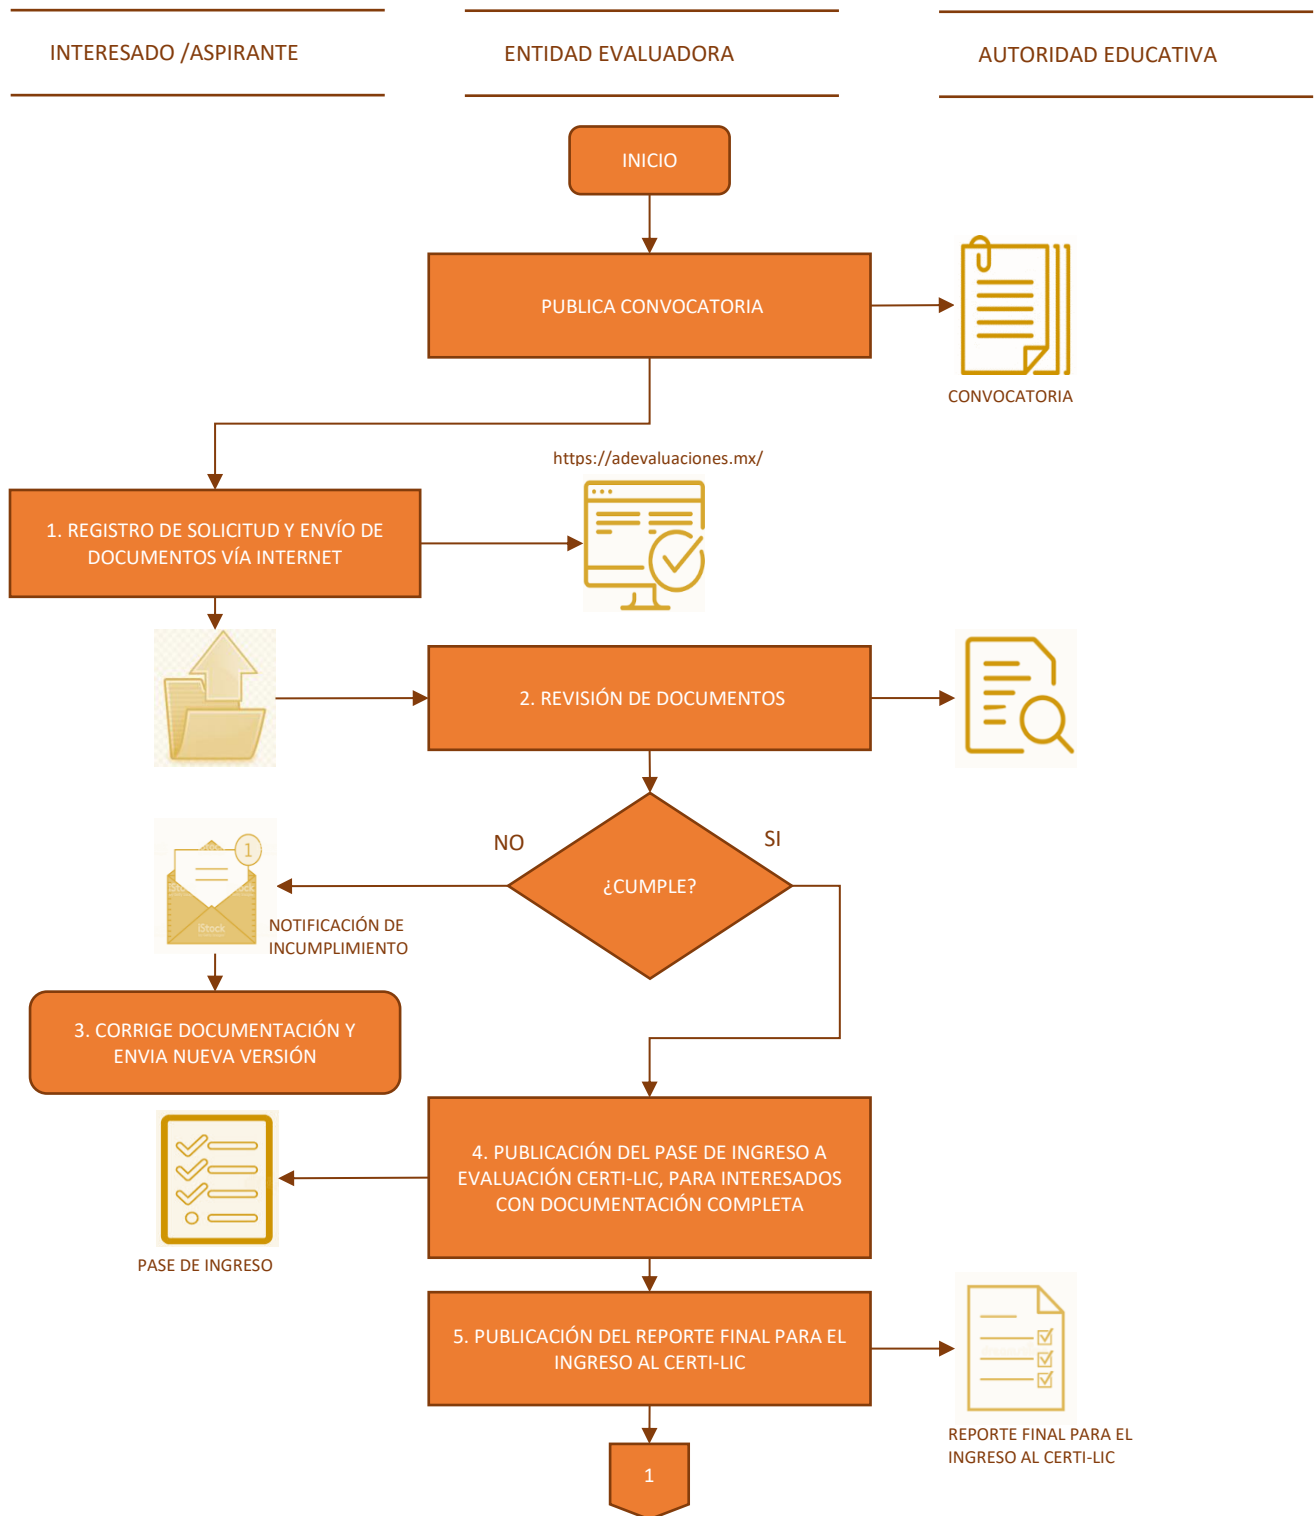 INTERESADO /ASPIRANTE
ENTIDAD EVALUADORA
AUTORIDAD EDUCATIVA
INICIO
PUBLICA CONVOCATORIA
CONVOCATORIA
https://adevaluaciones.mx/
1. REGISTRO DE SOLICITUD Y ENVÍO DE
DOCUMENTOS VÍA INTERNET
2. REVISIÓN DE DOCUMENTOS
NO
SI
¿CUMPLE?
1
iStock
NOTIFICACIÓN DE
INCUMPLIMIENTO
3. CORRIGE DOCUMENTACIÓN Y
ENVIA NUEVA VERSIÓN
4. PUBLICACIÓN DEL PASE DE INGRESO A
EVALUACIÓN CERTI-LIC, PARA INTERESADOS
CON DOCUMENTACIÓN COMPLETA
PASE DE INGRESO
5. PUBLICACIÓN DEL REPORTE FINAL PARA EL
INGRESO AL CERTI-LIC
REPORTE FINAL PARA EL
INGRESO AL CERTI-LIC
1